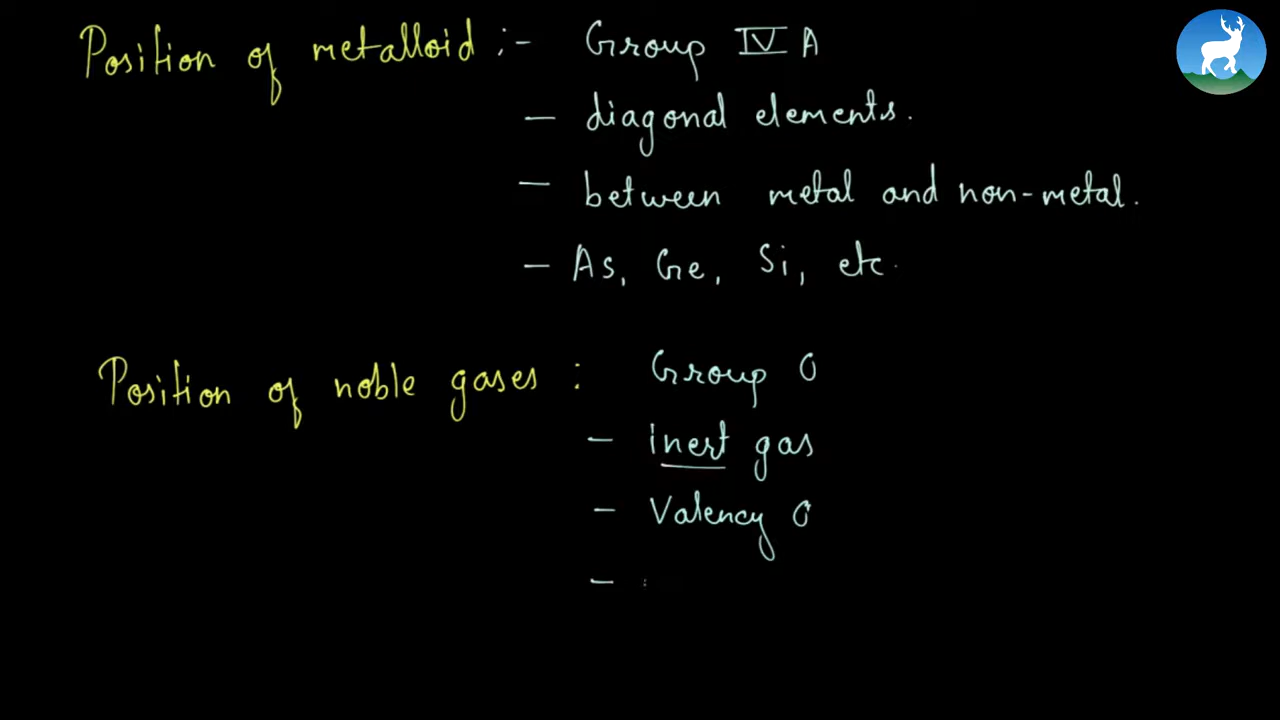 Position of metalloid :- Group IV A
- diagonal elements.
- between metal and non-metal.
- As, Ge, Si, etc.
Position of noble gases : Group 0
- inert gas
- Valency 0
-